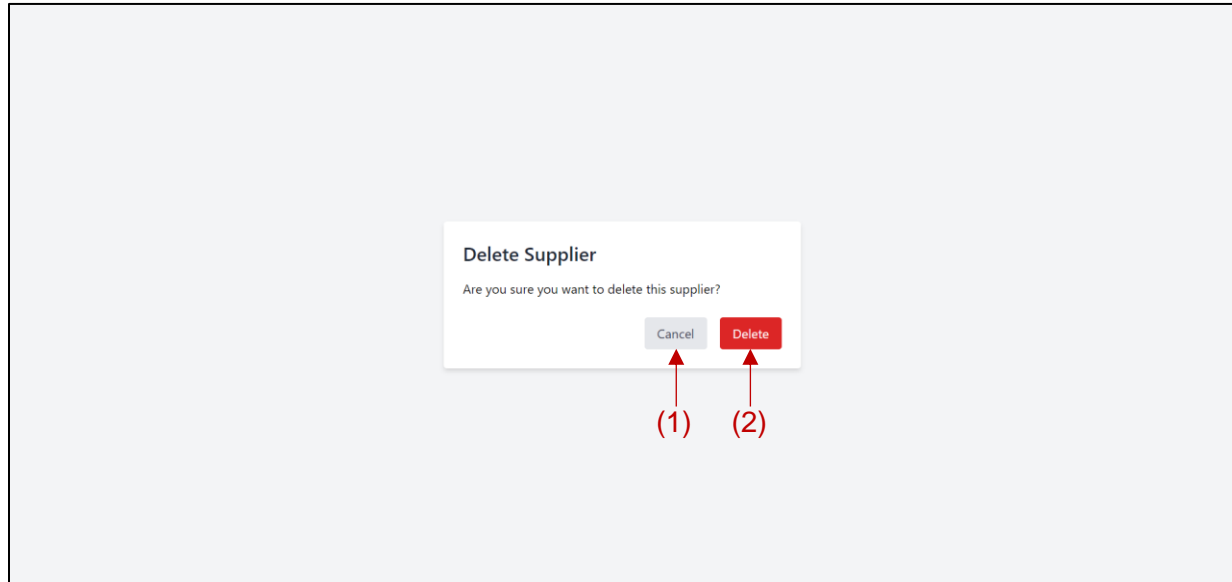 Delete Supplier
Are you sure you want to delete this supplier?
Cancel Delete
(1) (2)